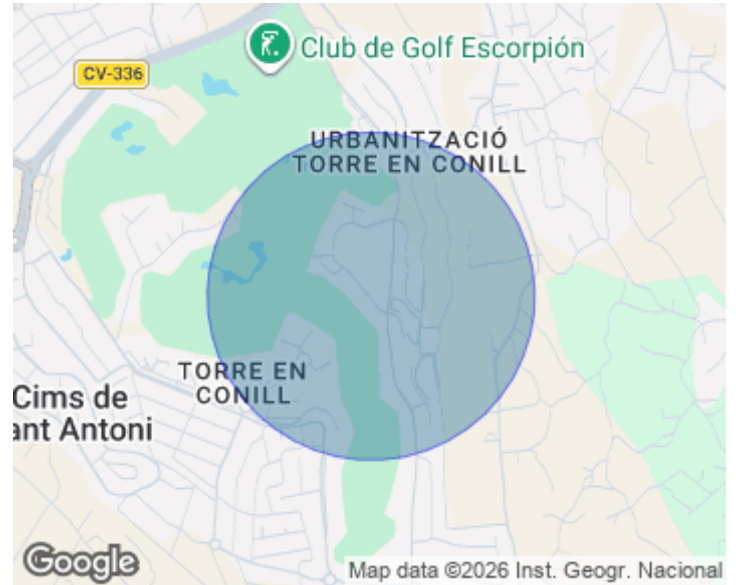 Club de Golf Escorpión
CV-336
URBANITZACIÓ
TORRE EN CONILL
TORRE EN
CONILL
Cims de
ant Antoni
Google
Map data ©2026 Inst. Geogr. Nacional